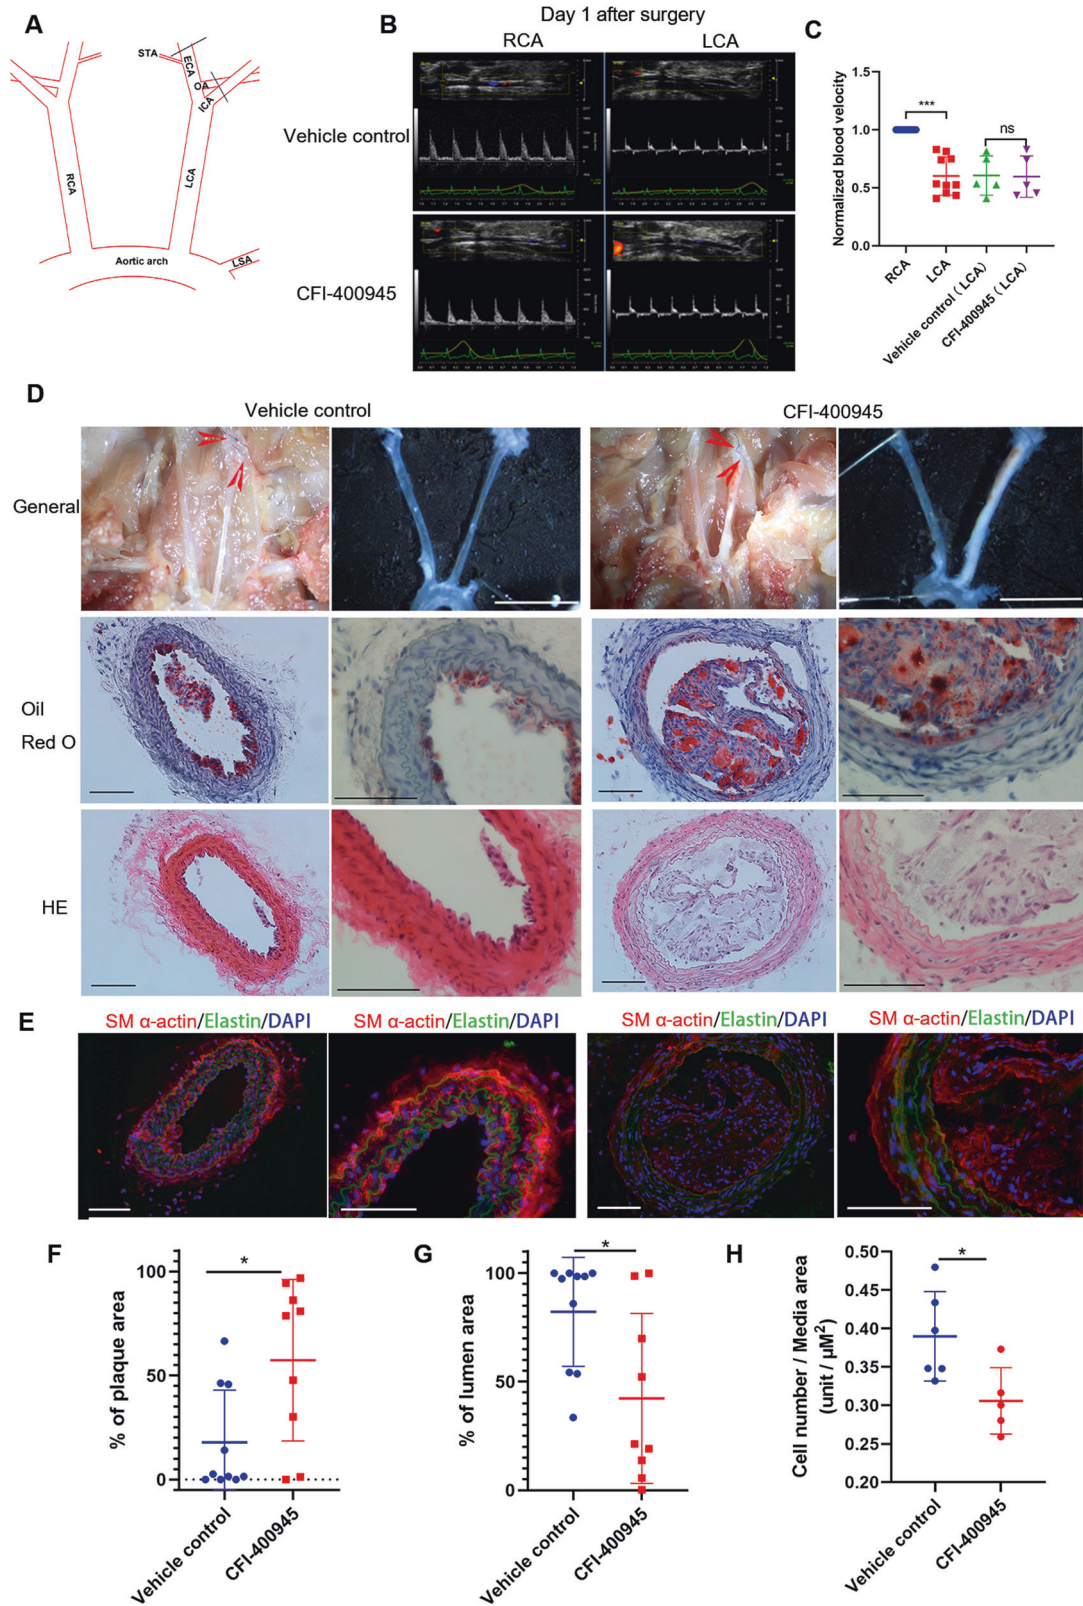 A
STA
ECA
OA
ICA
RCA
LCA
Aortic arch
LSA
B
Day 1 after surgery
RCA
LCA
Vehicle control
CFI-400945
C
Normalized blood velocity
1.5
1.0
0.5
0.0
***
ns
RCA
LCA
Vehicle control (LCA)
CFI-400945 (LCA)
D
Vehicle control
CFI-400945
General
Oil
Red O
HE
E
SM α-actin/Elastin/DAPI
SM α-actin/Elastin/DAPI
SM α-actin/Elastin/DAPI
SM α-actin/Elastin/DAPI
F
% of plaque area
100
50
0
*
Vehicle control
CFI-400945
G
% of lumen area
100
50
0
*
Vehicle control
CFI-400945
H
Cell number / Media area
(unit / μM²)
0.50
0.45
0.40
0.35
0.30
0.25
0.20
*
Vehicle control
CFI-400945